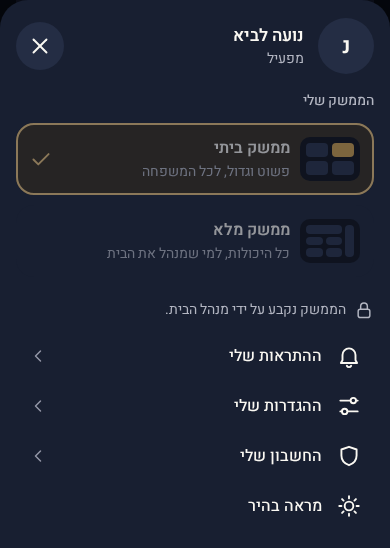 נ
נועה לביא
מפעיל
הממשק שלי
ממשק ביתי
פשוט וגדול, לכל המשפחה
ממשק מלא
כל היכולות, למי שמנהל את הבית
הממשק נקבע על ידי מנהל הבית.
ההתראות שלי
ההגדרות שלי
החשבון שלי
מראה בהיר